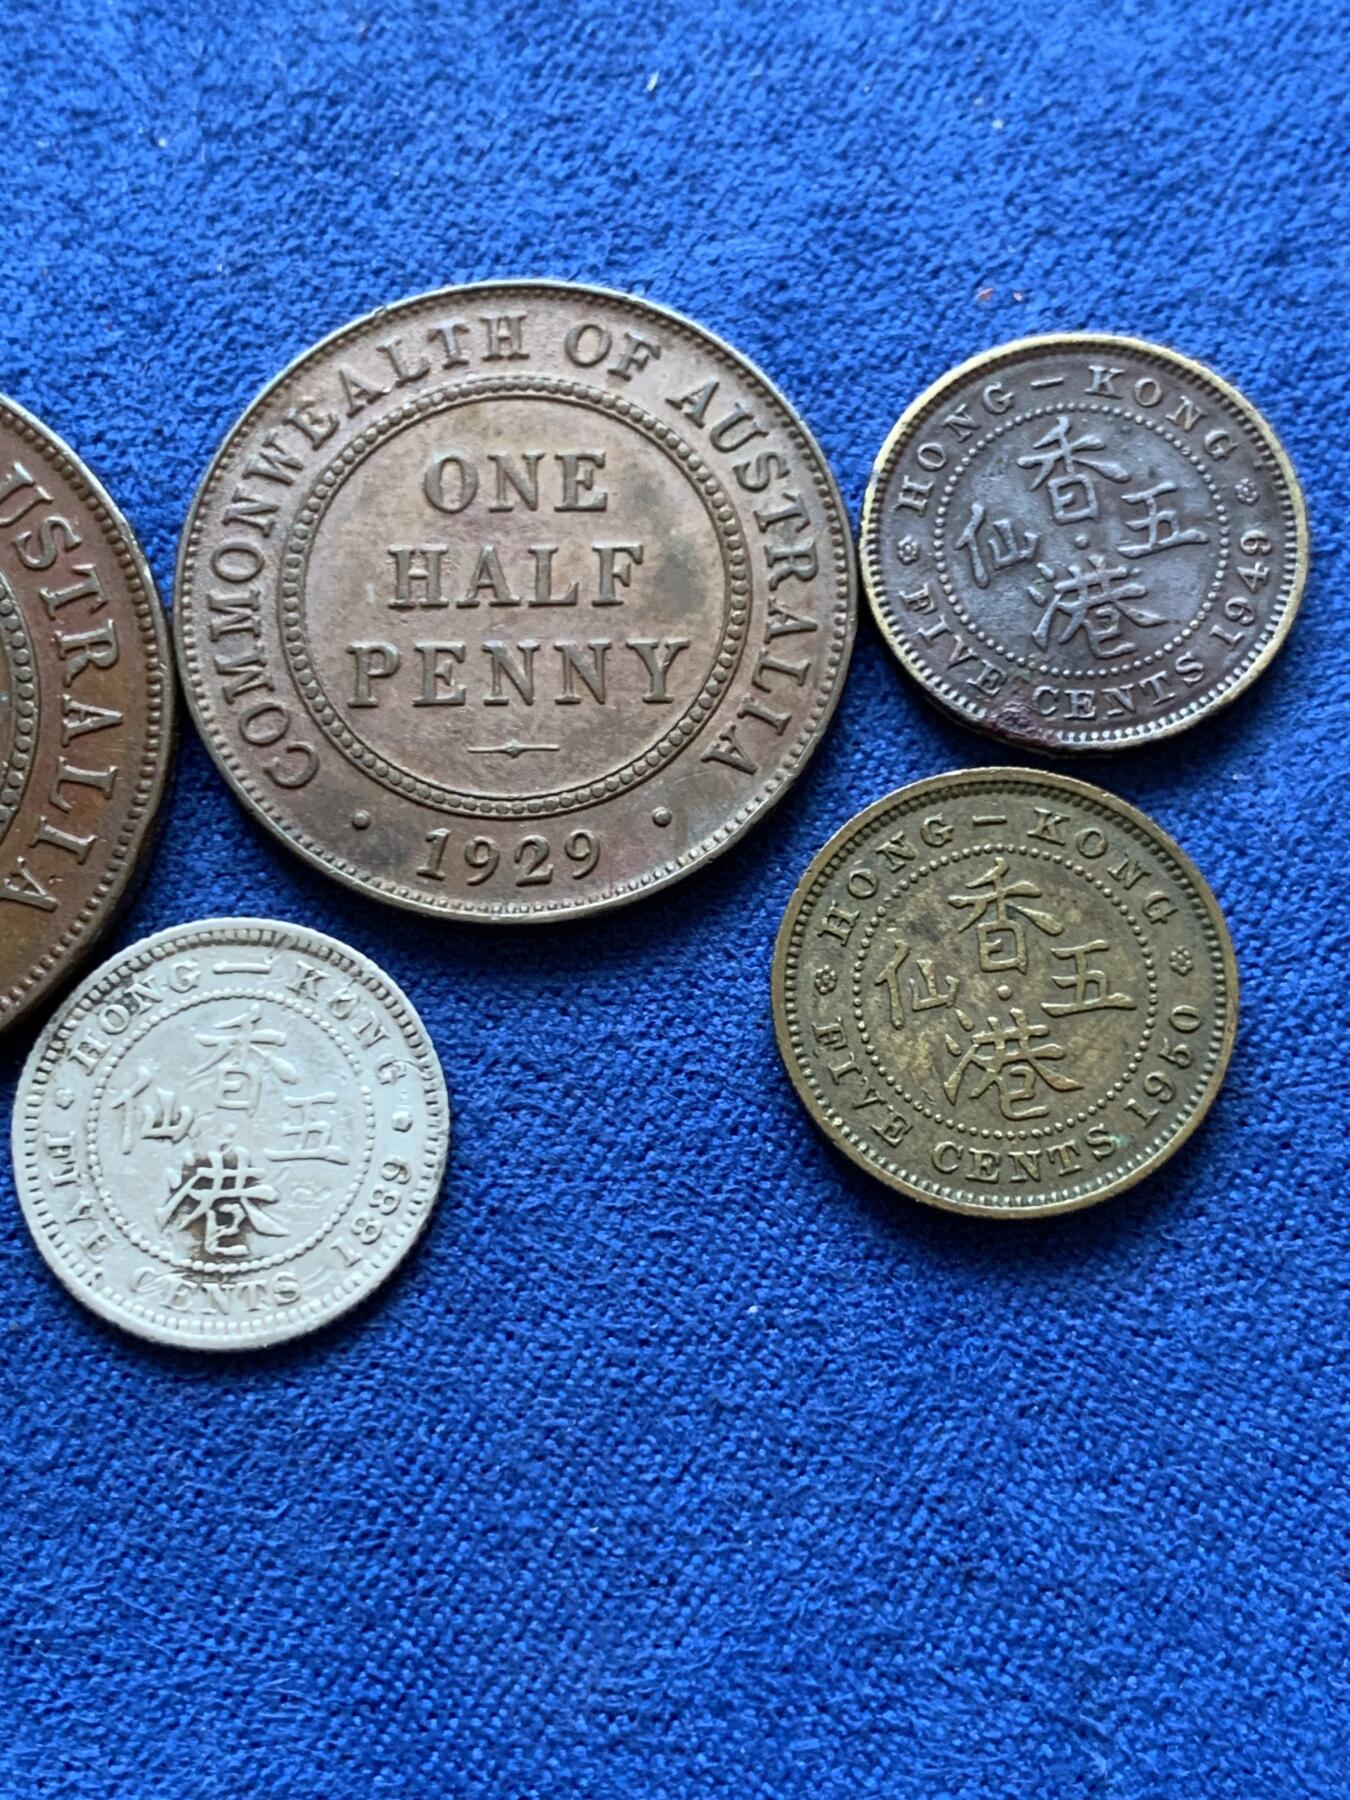 USTRALIA
COMMONWEALTH OF AUSTRALIA
ONE
HALF
PENNY
1929
HONG – KONG
香
仙 五
港
FIVE CENTS 1949
HONG – KONG
香
仙 五
港
FIVE CENTS 1950
HONG – KONG
香
仙 五
港
FIVE CENTS 1889